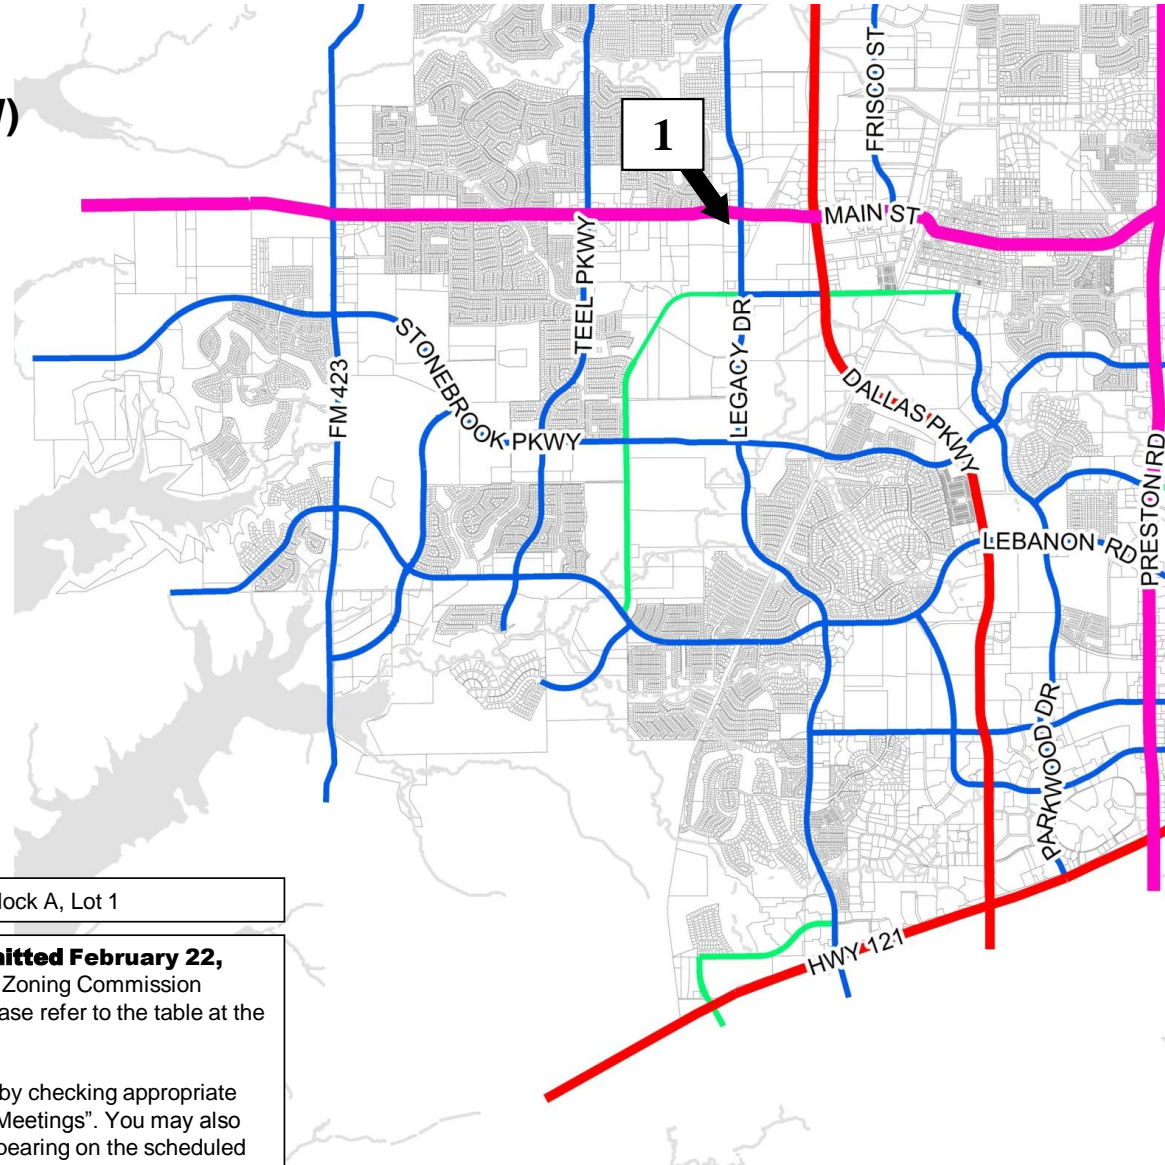 FRISCO ST
1
MAIN ST
TEEL PKWY
STONEBROOK PKWY
LEGACY DR
FM 423
DALLAS PKWY
PRESTON RD
LEBANON RD
PARKWOOD DR
HWY 121
lock A, Lot 1
itted February 22,
Zoning Commission
ase refer to the table at the
by checking appropriate
Meetings”. You may also
pearing on the scheduled